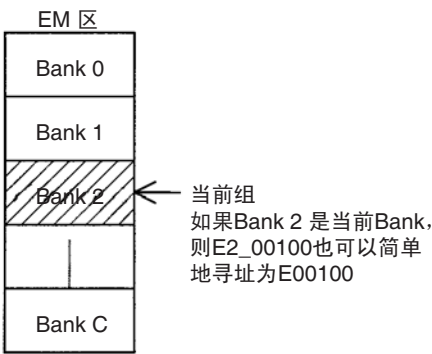 EM 区
Bank 0
Bank 1
Bank 2
当前组
如果Bank 2 是当前Bank，
则E2_00100也可以简单
地寻址为E00100
Bank C